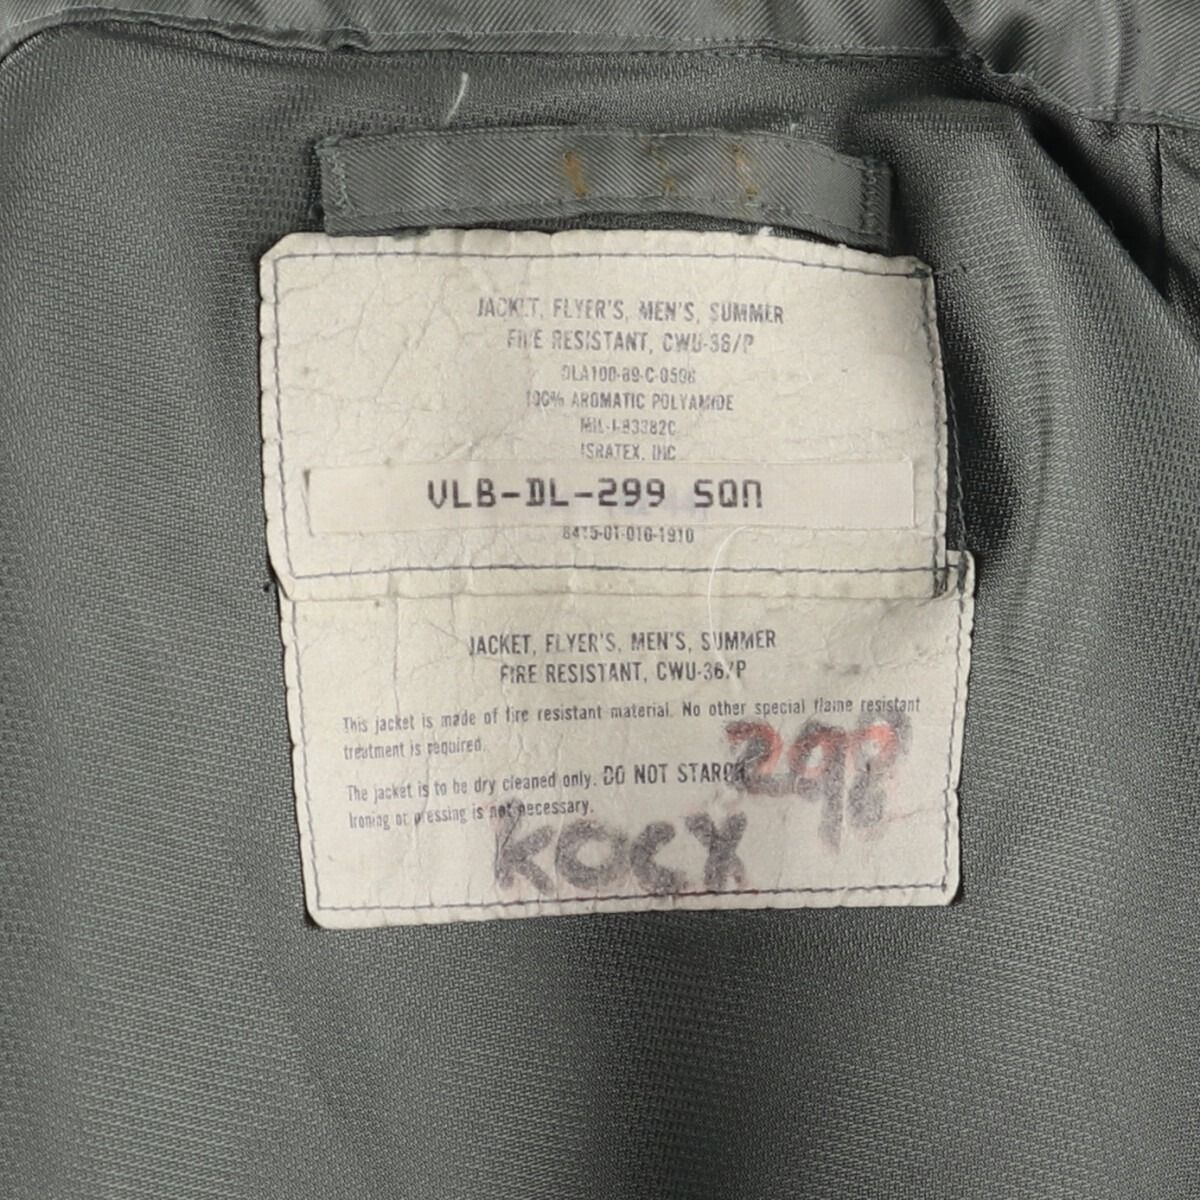 JACKET, FLYER'S, MEN'S, SUMMER
FIRE RESISTANT, CWU-36/P
DLA100-89-C-0506
100% AROMATIC POLYAMIDE
MIL-J-83382C
ISRATEX, INC
VLB-DL-299 SQN
8415-01-010-1910
JACKET, FLYER'S, MEN'S, SUMMER
FIRE RESISTANT, CWU-36/P
This jacket is made of fire resistant material. No other special flame resistant
treatment is required.
The jacket is to be dry cleaned only. DO NOT STARCH.
Ironing or pressing is not necessary.
298
KOCX